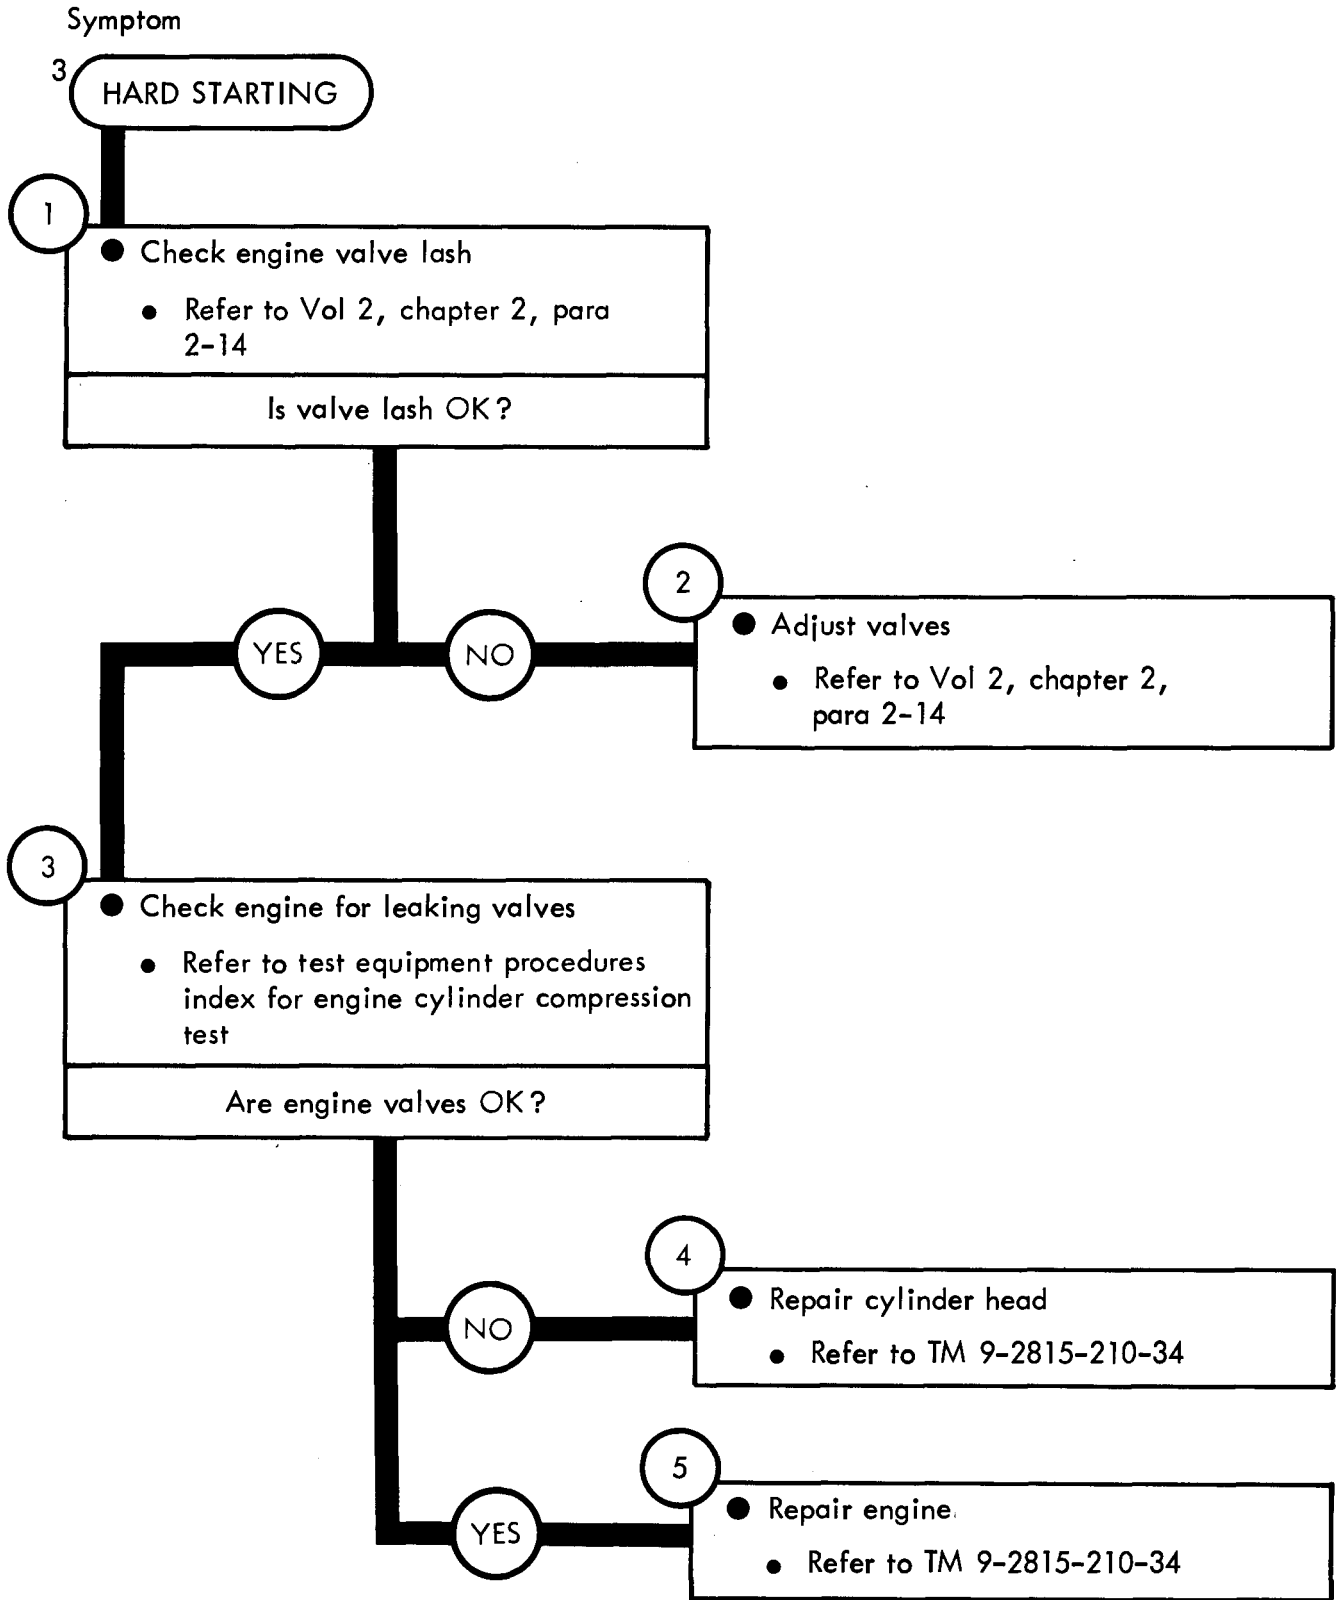 Symptom
3
HARD STARTING
1
● Check engine valve lash
● Refer to Vol 2, chapter 2, para
2-14
Is valve lash OK?
YES
NO
2
● Adjust valves
● Refer to Vol 2, chapter 2,
para 2-14
3
● Check engine for leaking valves
● Refer to test equipment procedures
index for engine cylinder compression
test
Are engine valves OK?
NO
4
● Repair cylinder head
● Refer to TM 9-2815-210-34
YES
5
● Repair engine
● Refer to TM 9-2815-210-34